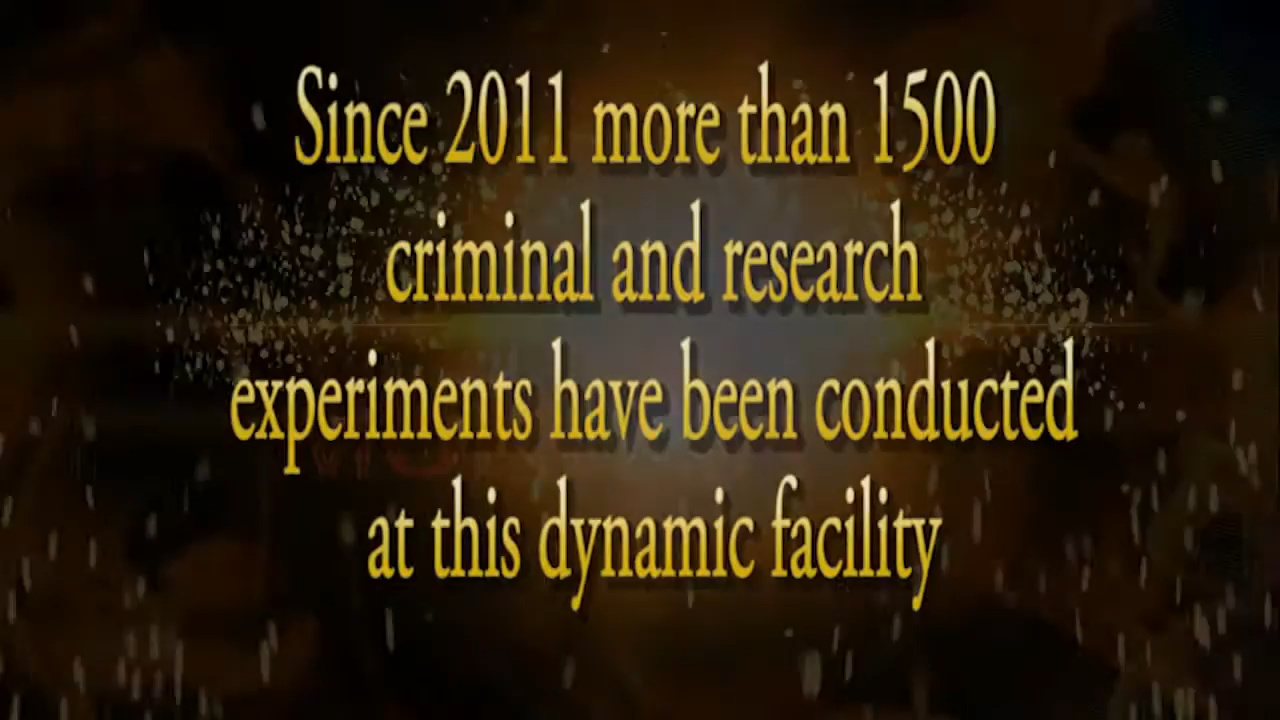 Since 2011 more than 1500
criminal and research
experiments have been conducted
at this dynamic facility